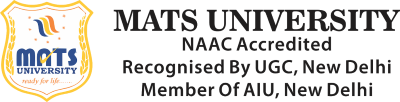 MATS
UNIVERSITY
ready for life......
MATS UNIVERSITY
NAAC Accredited
Recognised By UGC, New Delhi
Member Of AIU, New Delhi